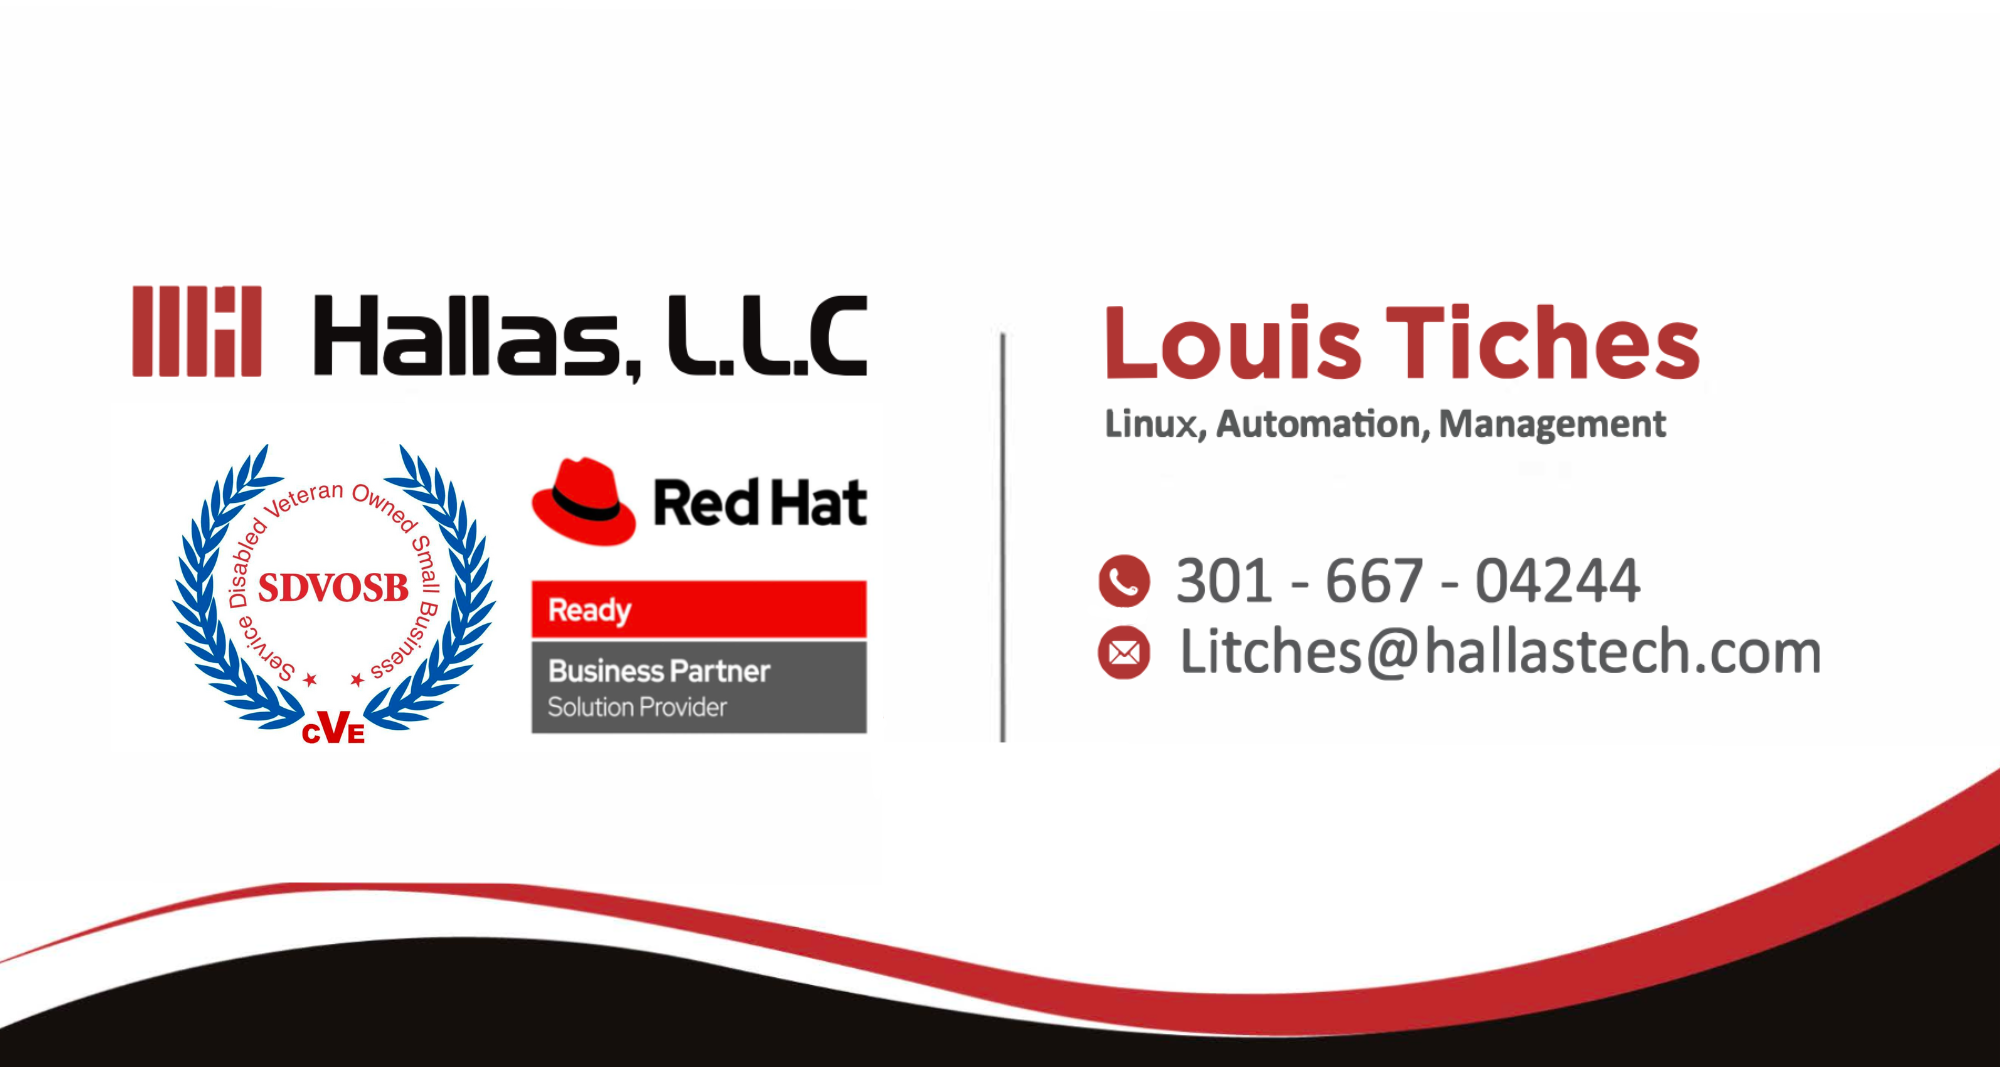 Hallas, L.L.C
Service Disabled Veteran Owned Small Business
SDVOSB
CVE
Red Hat
Ready
Business Partner
Solution Provider
Louis Tiches
Linux, Automation, Management
301 - 667 - 04244
Litches@hallastech.com